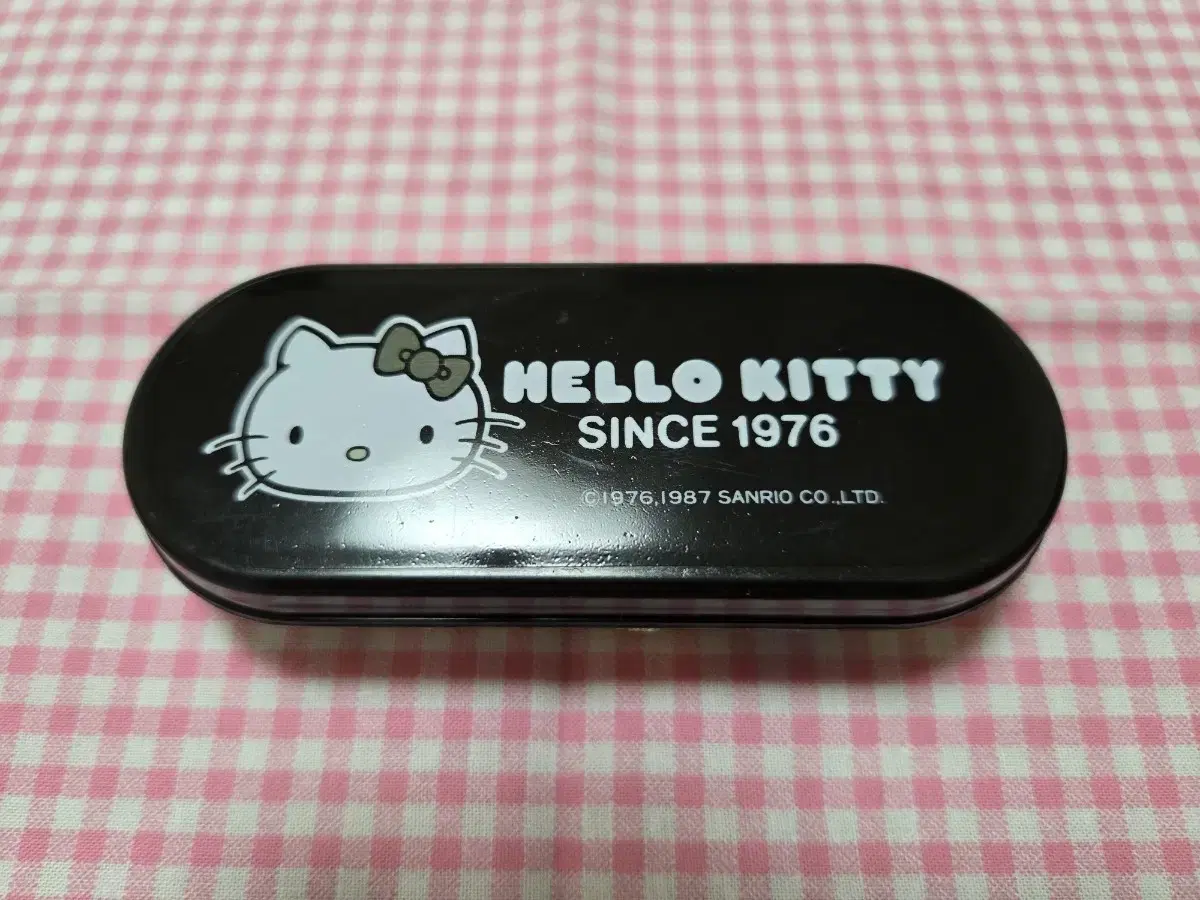 HELLO KITTY
SINCE 1976
©1976,1987 SANRIO CO.,LTD.